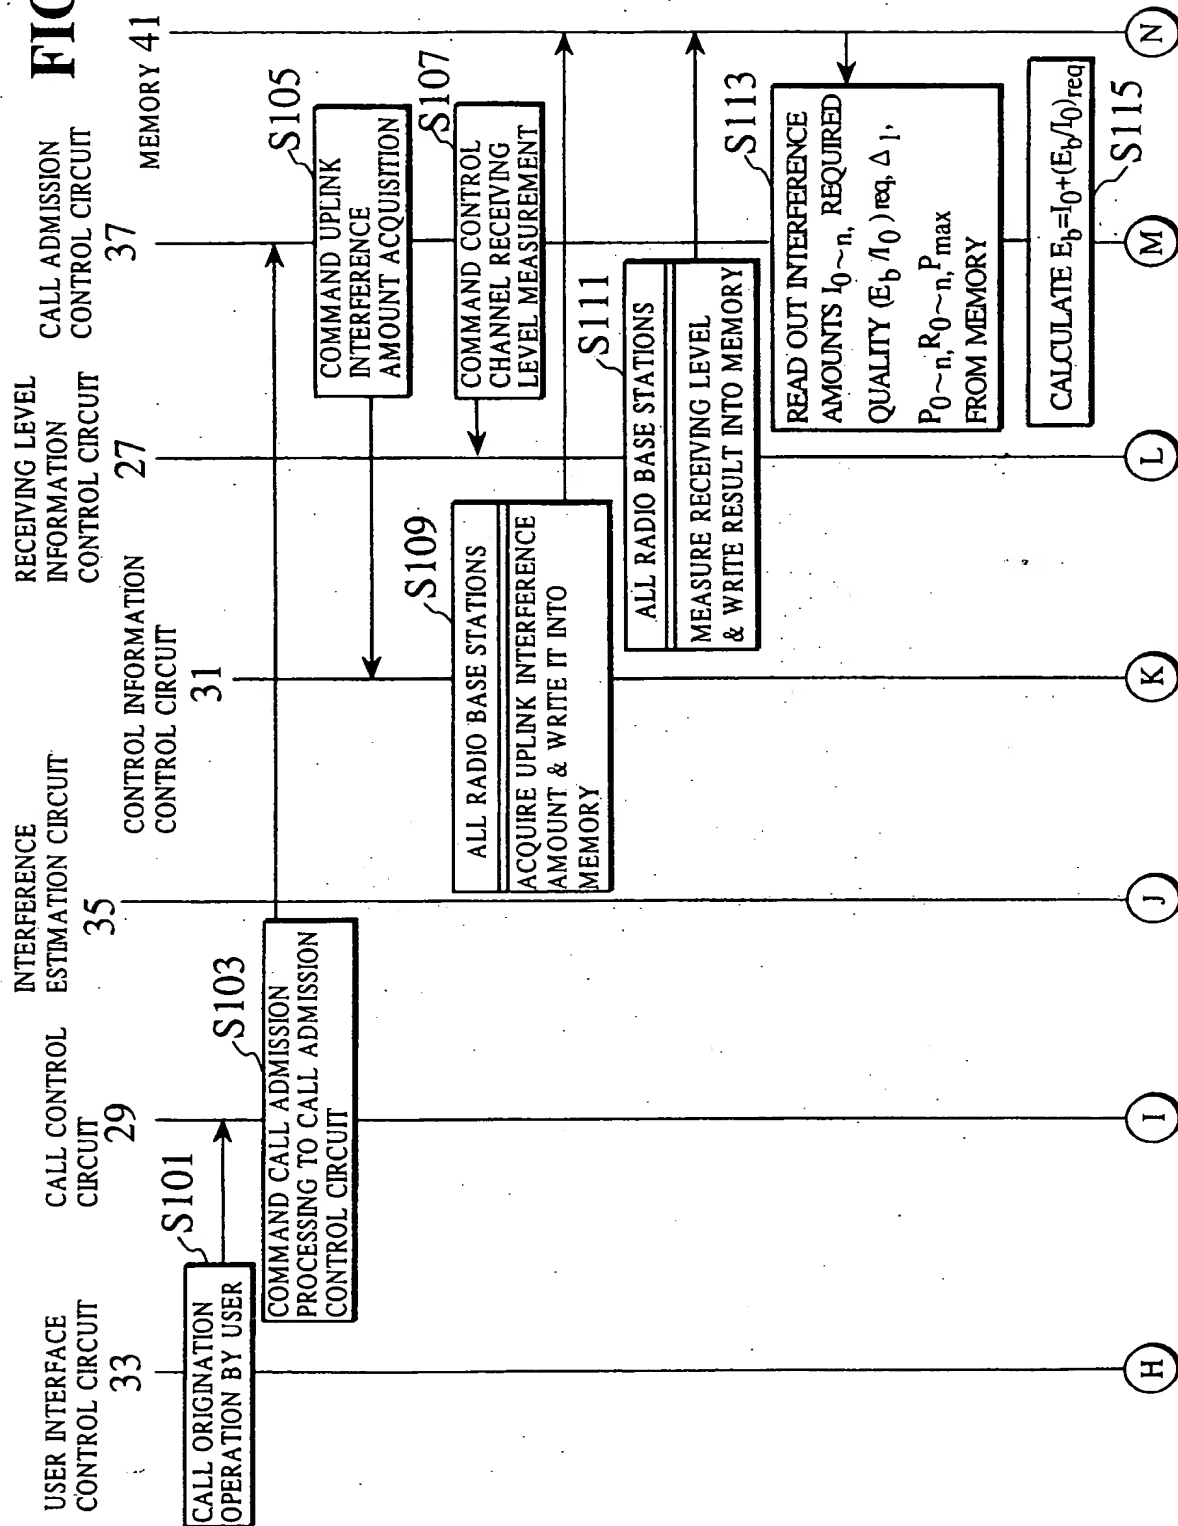 FIG
USER INTERFACE
CONTROL CIRCUIT
33
CALL CONTROL
CIRCUIT
29
INTERFERENCE
ESTIMATION CIRCUIT
35
CONTROL INFORMATION
CONTROL CIRCUIT
31
RECEIVING LEVEL
INFORMATION
CONTROL CIRCUIT
27
CALL ADMISSION
CONTROL CIRCUIT
37
MEMORY 41
S101
CALL ORIGINATION
OPERATION BY USER
S103
COMMAND CALL ADMISSION
PROCESSING TO CALL ADMISSION
CONTROL CIRCUIT
S105
COMMAND UPLINK
INTERFERENCE
AMOUNT ACQUISITION
S107
COMMAND CONTROL
CHANNEL RECEIVING
LEVEL MEASUREMENT
S109
ALL RADIO BASE STATIONS
ACQUIRE UPLINK INTERFERENCE
AMOUNT & WRITE IT INTO
MEMORY
S111
ALL RADIO BASE STATIONS
MEASURE RECEIVING LEVEL
& WRITE RESULT INTO MEMORY
S113
READ OUT INTERFERENCE
AMOUNTS I0~n, REQUIRED
QUALITY (Eb/I0)req, Δ1,
P0~n, R0~n, Pmax
FROM MEMORY
CALCULATE Eb=I0+(Eb/I0)req
S115
H
I
J
K
L
M
N